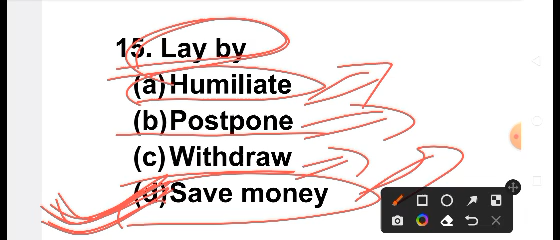 15. Lay by
(a) Humiliate
(b) Postpone
(c) Withdraw
(d) Save money